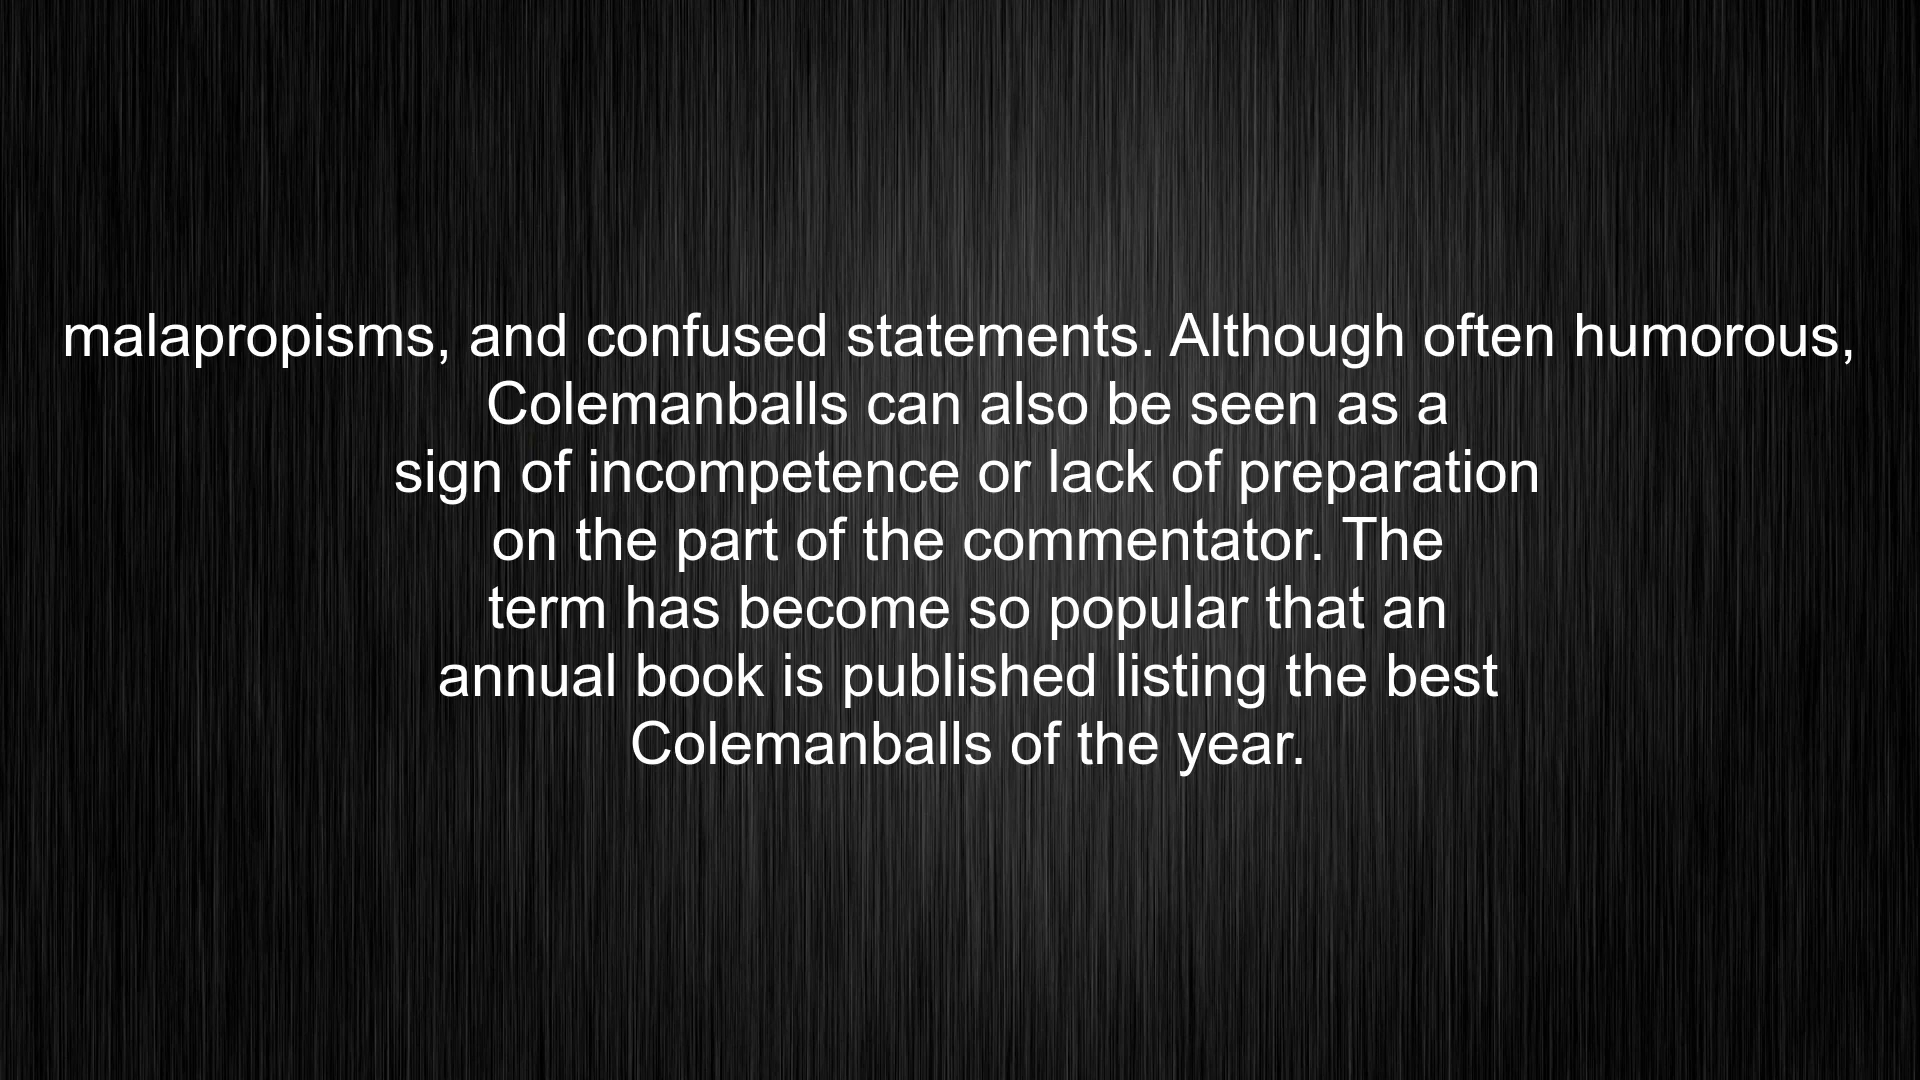 malapropisms, and confused statements. Although often humorous,
Colemanballs can also be seen as a
sign of incompetence or lack of preparation
on the part of the commentator. The
term has become so popular that an
annual book is published listing the best
Colemanballs of the year.